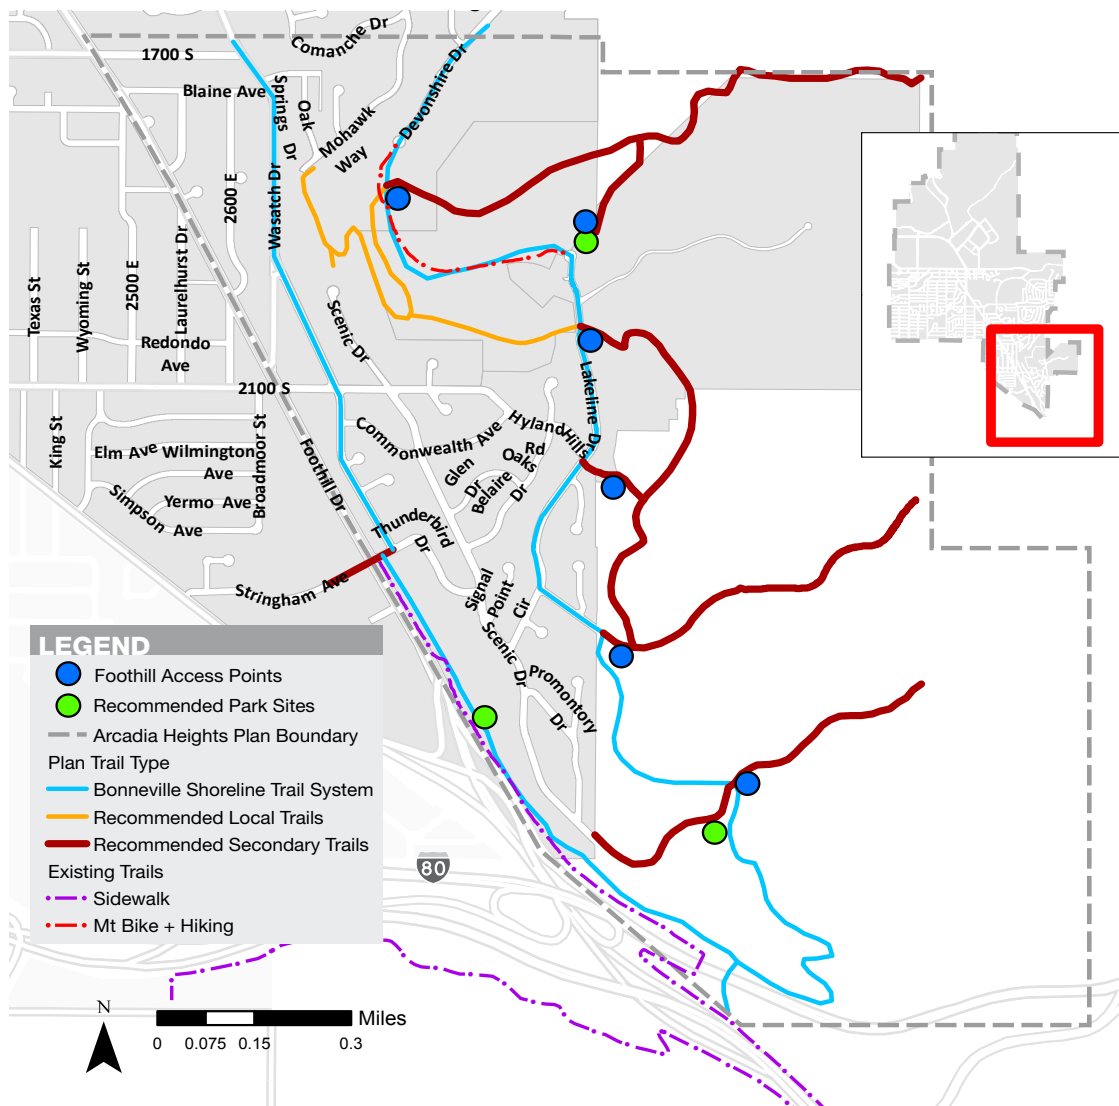 Comanche Dr
1700 S
Blaine Ave
Springs Dr
Oak
Mohawk
Way
Devonshire Dr
Wasatch Dr
2600 E
Laurelhurst Dr
2500 E
Wyoming St
Texas St
Redondo
Ave
Scenic Dr
2100 S
Lakeline Dr
King St
Elm Ave
Wilmington
Ave
Broadmoor St
Yermo Ave
Simpson
Ave
Foothill Dr
Commonwealth Ave
Hyland Hills
Rd
Glen
Oaks
Dr
Belaire
Dr
Thunderbird
Dr
Stringham Ave
Signal
Point
Cir
Scenic Dr
Promontory
Dr
LEGEND
Foothill Access Points
Recommended Park Sites
Arcadia Heights Plan Boundary
Plan Trail Type
Bonneville Shoreline Trail System
Recommended Local Trails
Recommended Secondary Trails
Existing Trails
Sidewalk
Mt Bike + Hiking
80
N
Miles
0 0.075 0.15 0.3